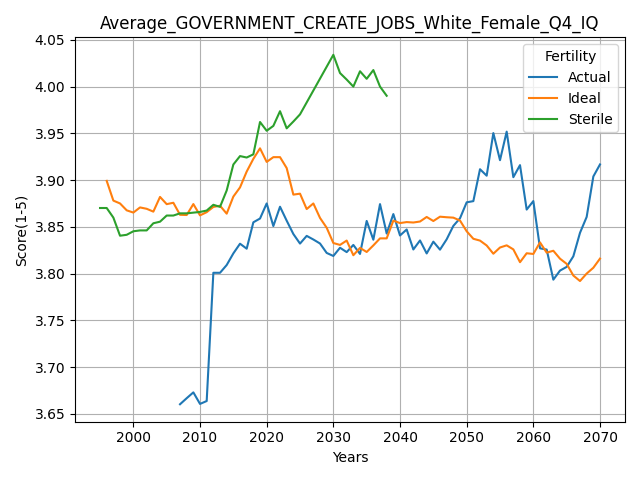 Average_GOVERNMENT_CREATE_JOBS_White_Female_Q4_IQ
Fertility
Actual
Ideal
Sterile
Score(1-5)
4.05
4.00
3.95
3.90
3.85
3.80
3.75
3.70
3.65
2000 2010 2020 2030 2040 2050 2060 2070
Years